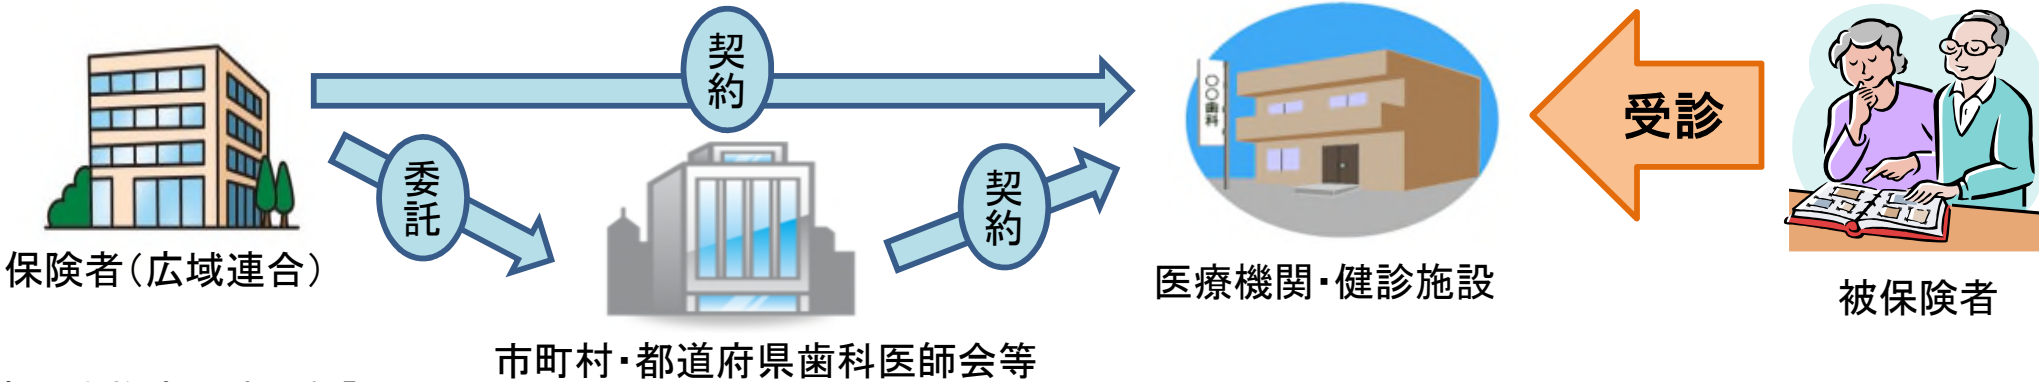 契約
委託
契約
〇〇歯科
受診
保険者(広域連合)
市町村・都道府県歯科医師会等
医療機関・健診施設
被保険者